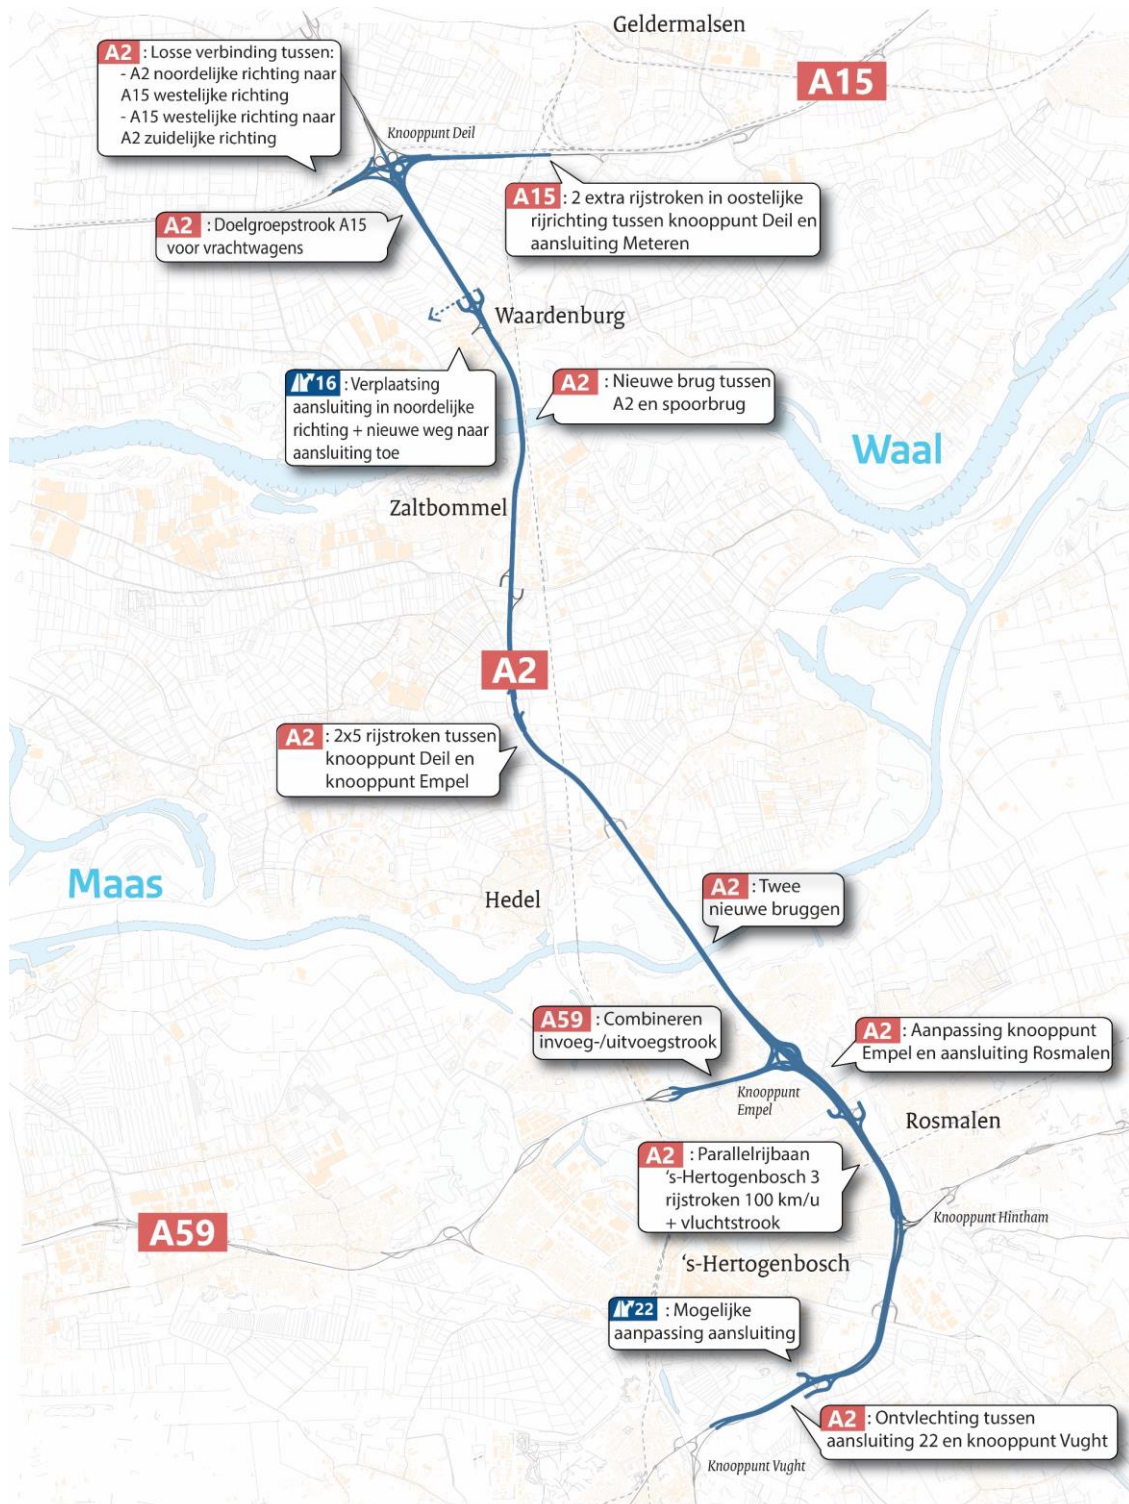 Geldermalsen
A2 : Losse verbinding tussen:
- A2 noordelijke richting naar
A15 westelijke richting
- A15 westelijke richting naar
A2 zuidelijke richting
A15
Knooppunt Deil
A15 : 2 extra rijstroken in oostelijke
rijrichting tussen knooppunt Deil en
aansluiting Meteren
A2 : Doelgroepstrook A15
voor vrachtwagens
Waardenburg
16 : Verplaatsing
aansluiting in noordelijke
richting + nieuwe weg naar
aansluiting toe
A2 : Nieuwe brug tussen
A2 en spoorbrug
Waal
Zaltbommel
A2
A2 : 2x5 rijstroken tussen
knooppunt Deil en
knooppunt Empel
Maas
Hedel
A2 : Twee
nieuwe bruggen
A59 : Combineren
invoeg-/uitvoegstrook
A2 : Aanpassing knooppunt
Empel en aansluiting Rosmalen
Knooppunt
Empel
Rosmalen
A2 : Parallelrijbaan
‘s-Hertogenbosch 3
rijstroken 100 km/u
+ vluchtstrook
Knooppunt Hintham
A59
‘s-Hertogenbosch
22 : Mogelijke
aanpassing aansluiting
A2 : Ontvlechting tussen
aansluiting 22 en knooppunt Vught
Knooppunt Vught